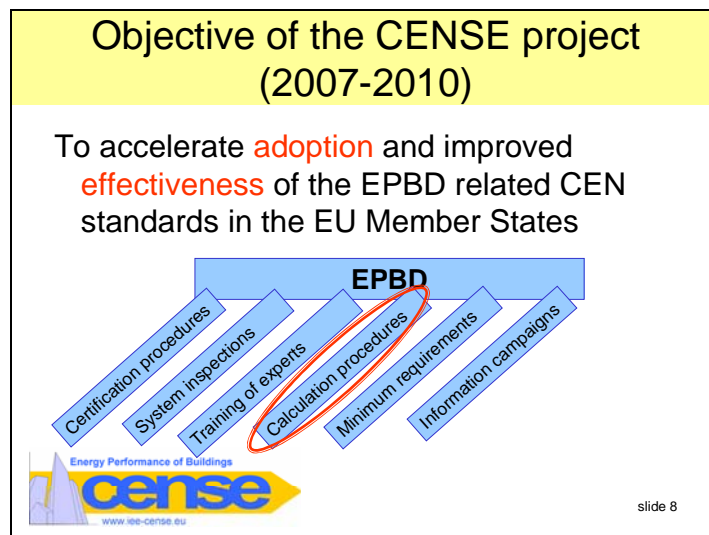 Objective of the CENSE project
(2007-2010)
To accelerate adoption and improved
effectiveness of the EPBD related CEN
standards in the EU Member States
EPBD
Certification procedures
System inspections
Training of experts
Calculation procedures
Minimum requirements
Information campaigns
Energy Performance of Buildings
cense
www.iee-cense.eu
slide 8